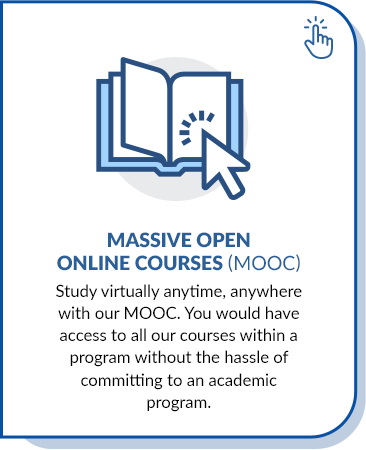 MASSIVE OPEN
ONLINE COURSES (MOOC)
Study virtually anytime, anywhere
with our MOOC. You would have
access to all our courses within a
program without the hassle of
committing to an academic
program.